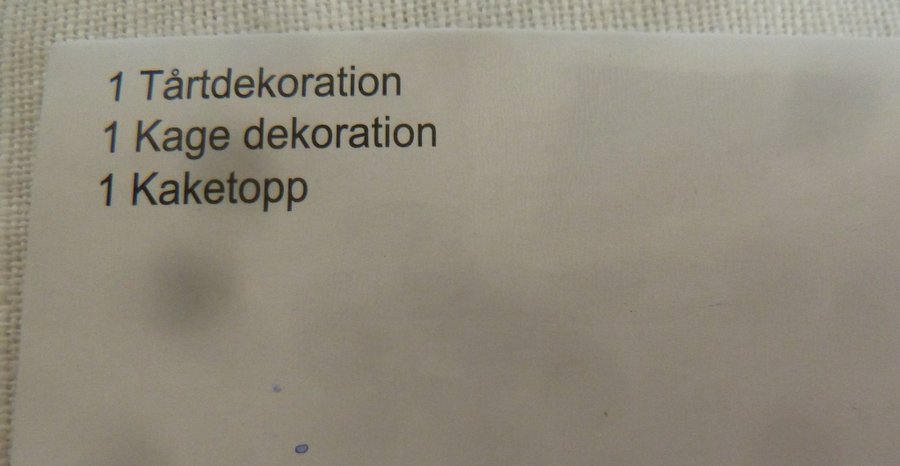 1 Tårtdekoration
1 Kage dekoration
1 Kaketopp